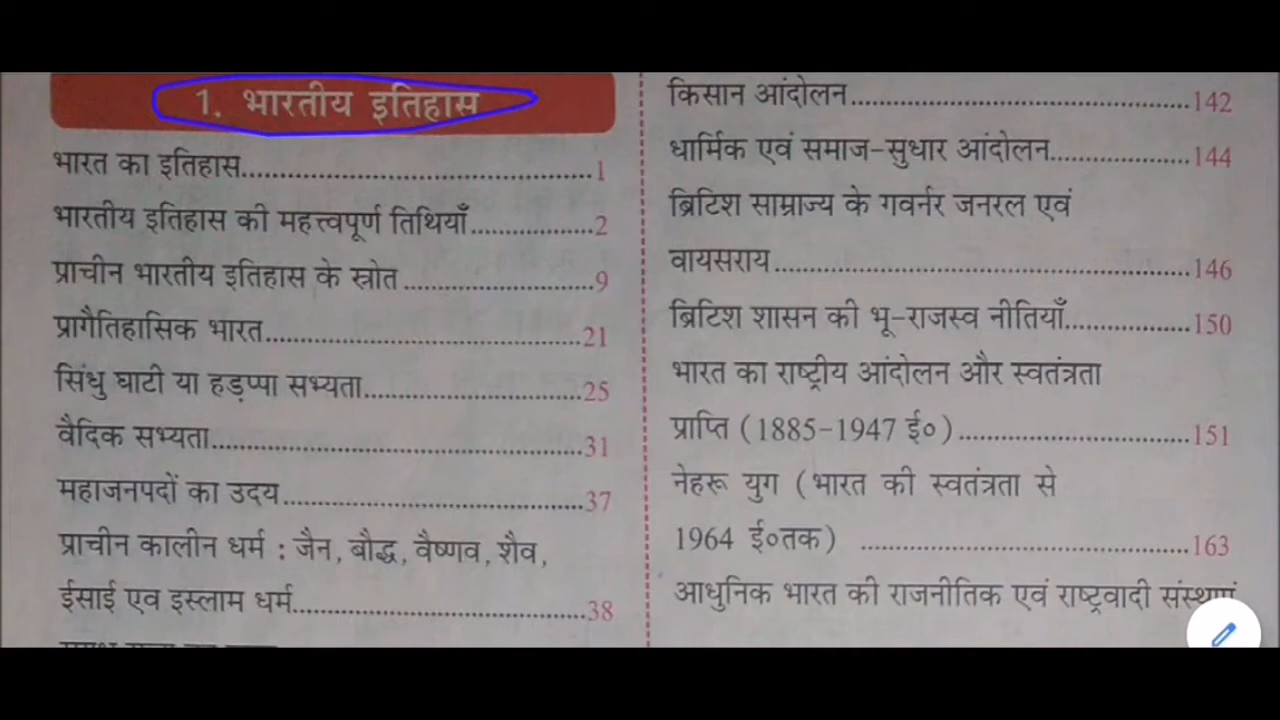 1. भारतीय इतिहास
भारत का इतिहास................................................1
भारतीय इतिहास की महत्त्वपूर्ण तिथियाँ.................2
प्राचीन भारतीय इतिहास के स्रोत..........................9
प्रागैतिहासिक भारत...........................................21
सिंधु घाटी या हड़प्पा सभ्यता..............................25
वैदिक सभ्यता..................................................31
महाजनपदों का उदय.........................................37
प्राचीन कालीन धर्म : जैन, बौद्ध, वैष्णव, शैव,
ईसाई एव इस्लाम धर्म........................................38
किसान आंदोलन..............................................142
धार्मिक एवं समाज-सुधार आंदोलन...................144
ब्रिटिश साम्राज्य के गवर्नर जनरल एवं
वायसराय.........................................................146
ब्रिटिश शासन की भू-राजस्व नीतियाँ.................150
भारत का राष्ट्रीय आंदोलन और स्वतंत्रता
प्राप्ति (1885-1947 ई०)................................151
नेहरू युग (भारत की स्वतंत्रता से
1964 ई०तक) .............................................163
आधुनिक भारत की राजनीतिक एवं राष्ट्रवादी